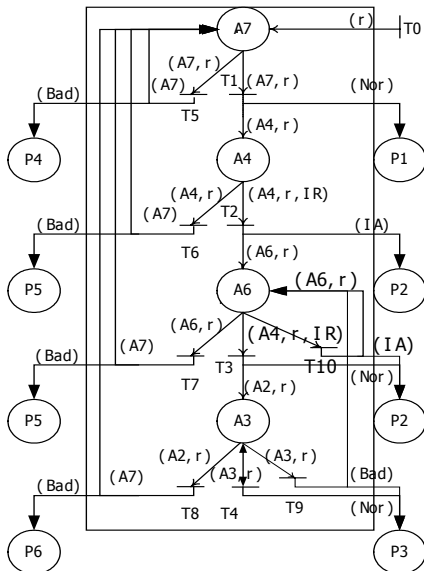 (r)
A7
T0
(A7, r)
(A7)
T1
(A7, r)
(Bad)
(Nor)
T5
(A4, r)
P4
A4
P1
(A4, r)
(A4, r, IR)
(A7)
T2
(Bad)
(IA)
T6
(A6, r)
P5
A6
(A6, r)
P2
(A6, r)
(A4, r, IR)
(A7)
(IA)
(Bad)
T7
T3
T10
(Nor)
(A2, r)
P5
A3
P2
(A2, r)
(A3, r)
(A3, r)
(Bad)
(A7)
(Bad)
T8
T4
T9
(Nor)
P6
P3